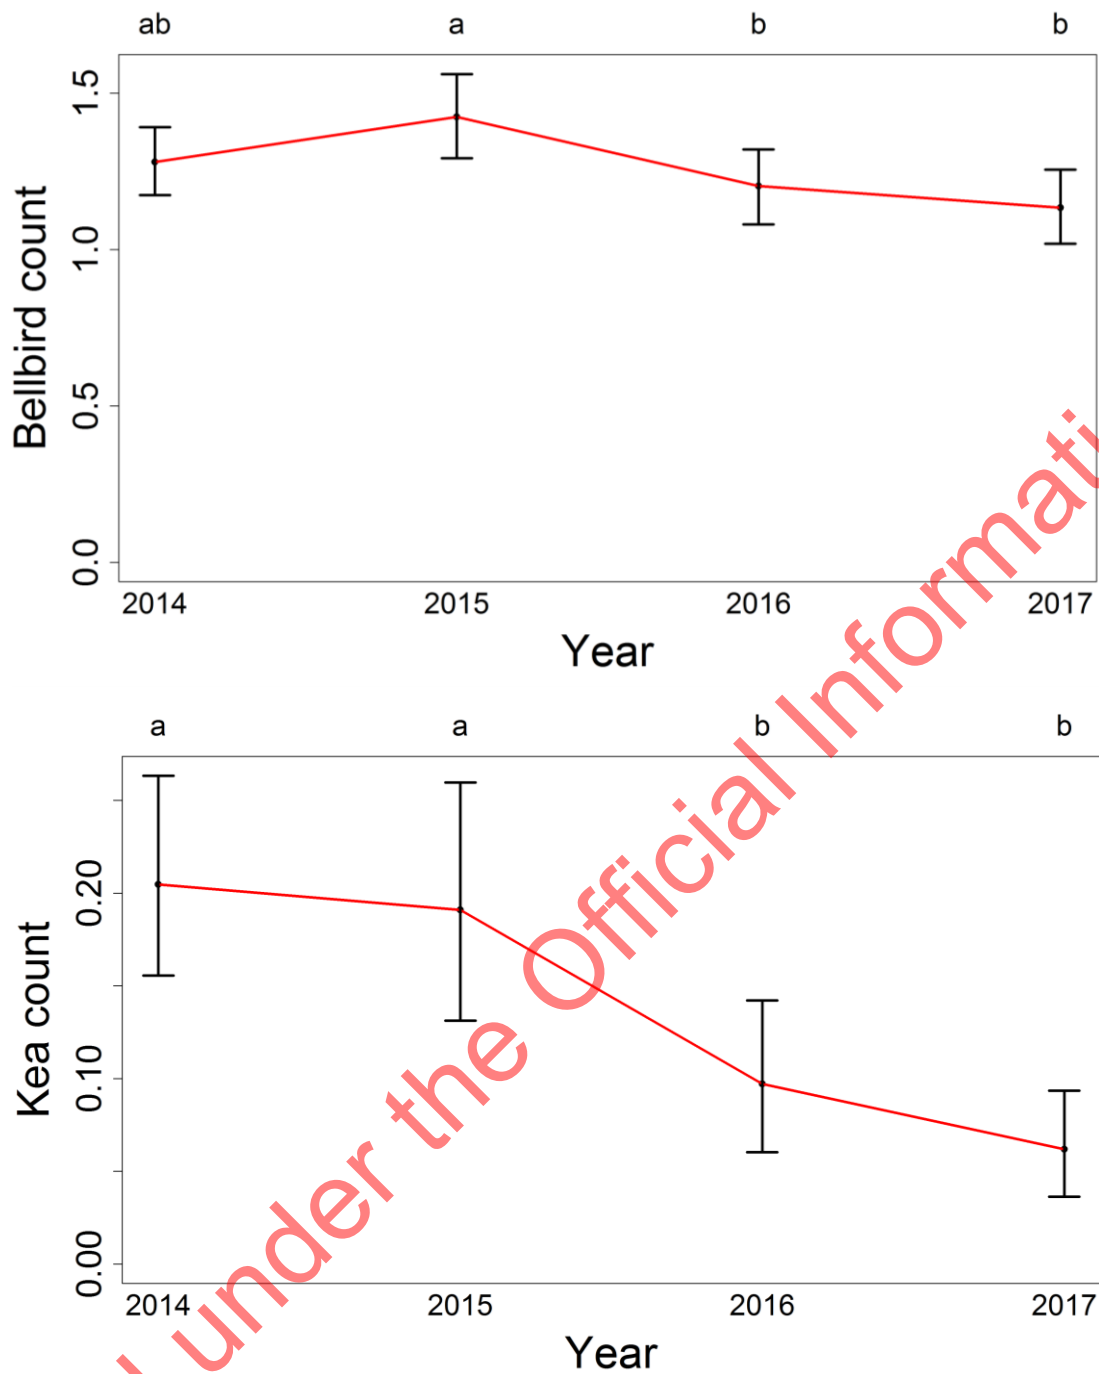 ab a b b
1.5
1.0
0.5
0.0
Bellbird count
2014 2015 2016 2017
Year
a a b b
0.20
0.10
0.00
Kea count
2014 2015 2016 2017
Year
under the Official Informati